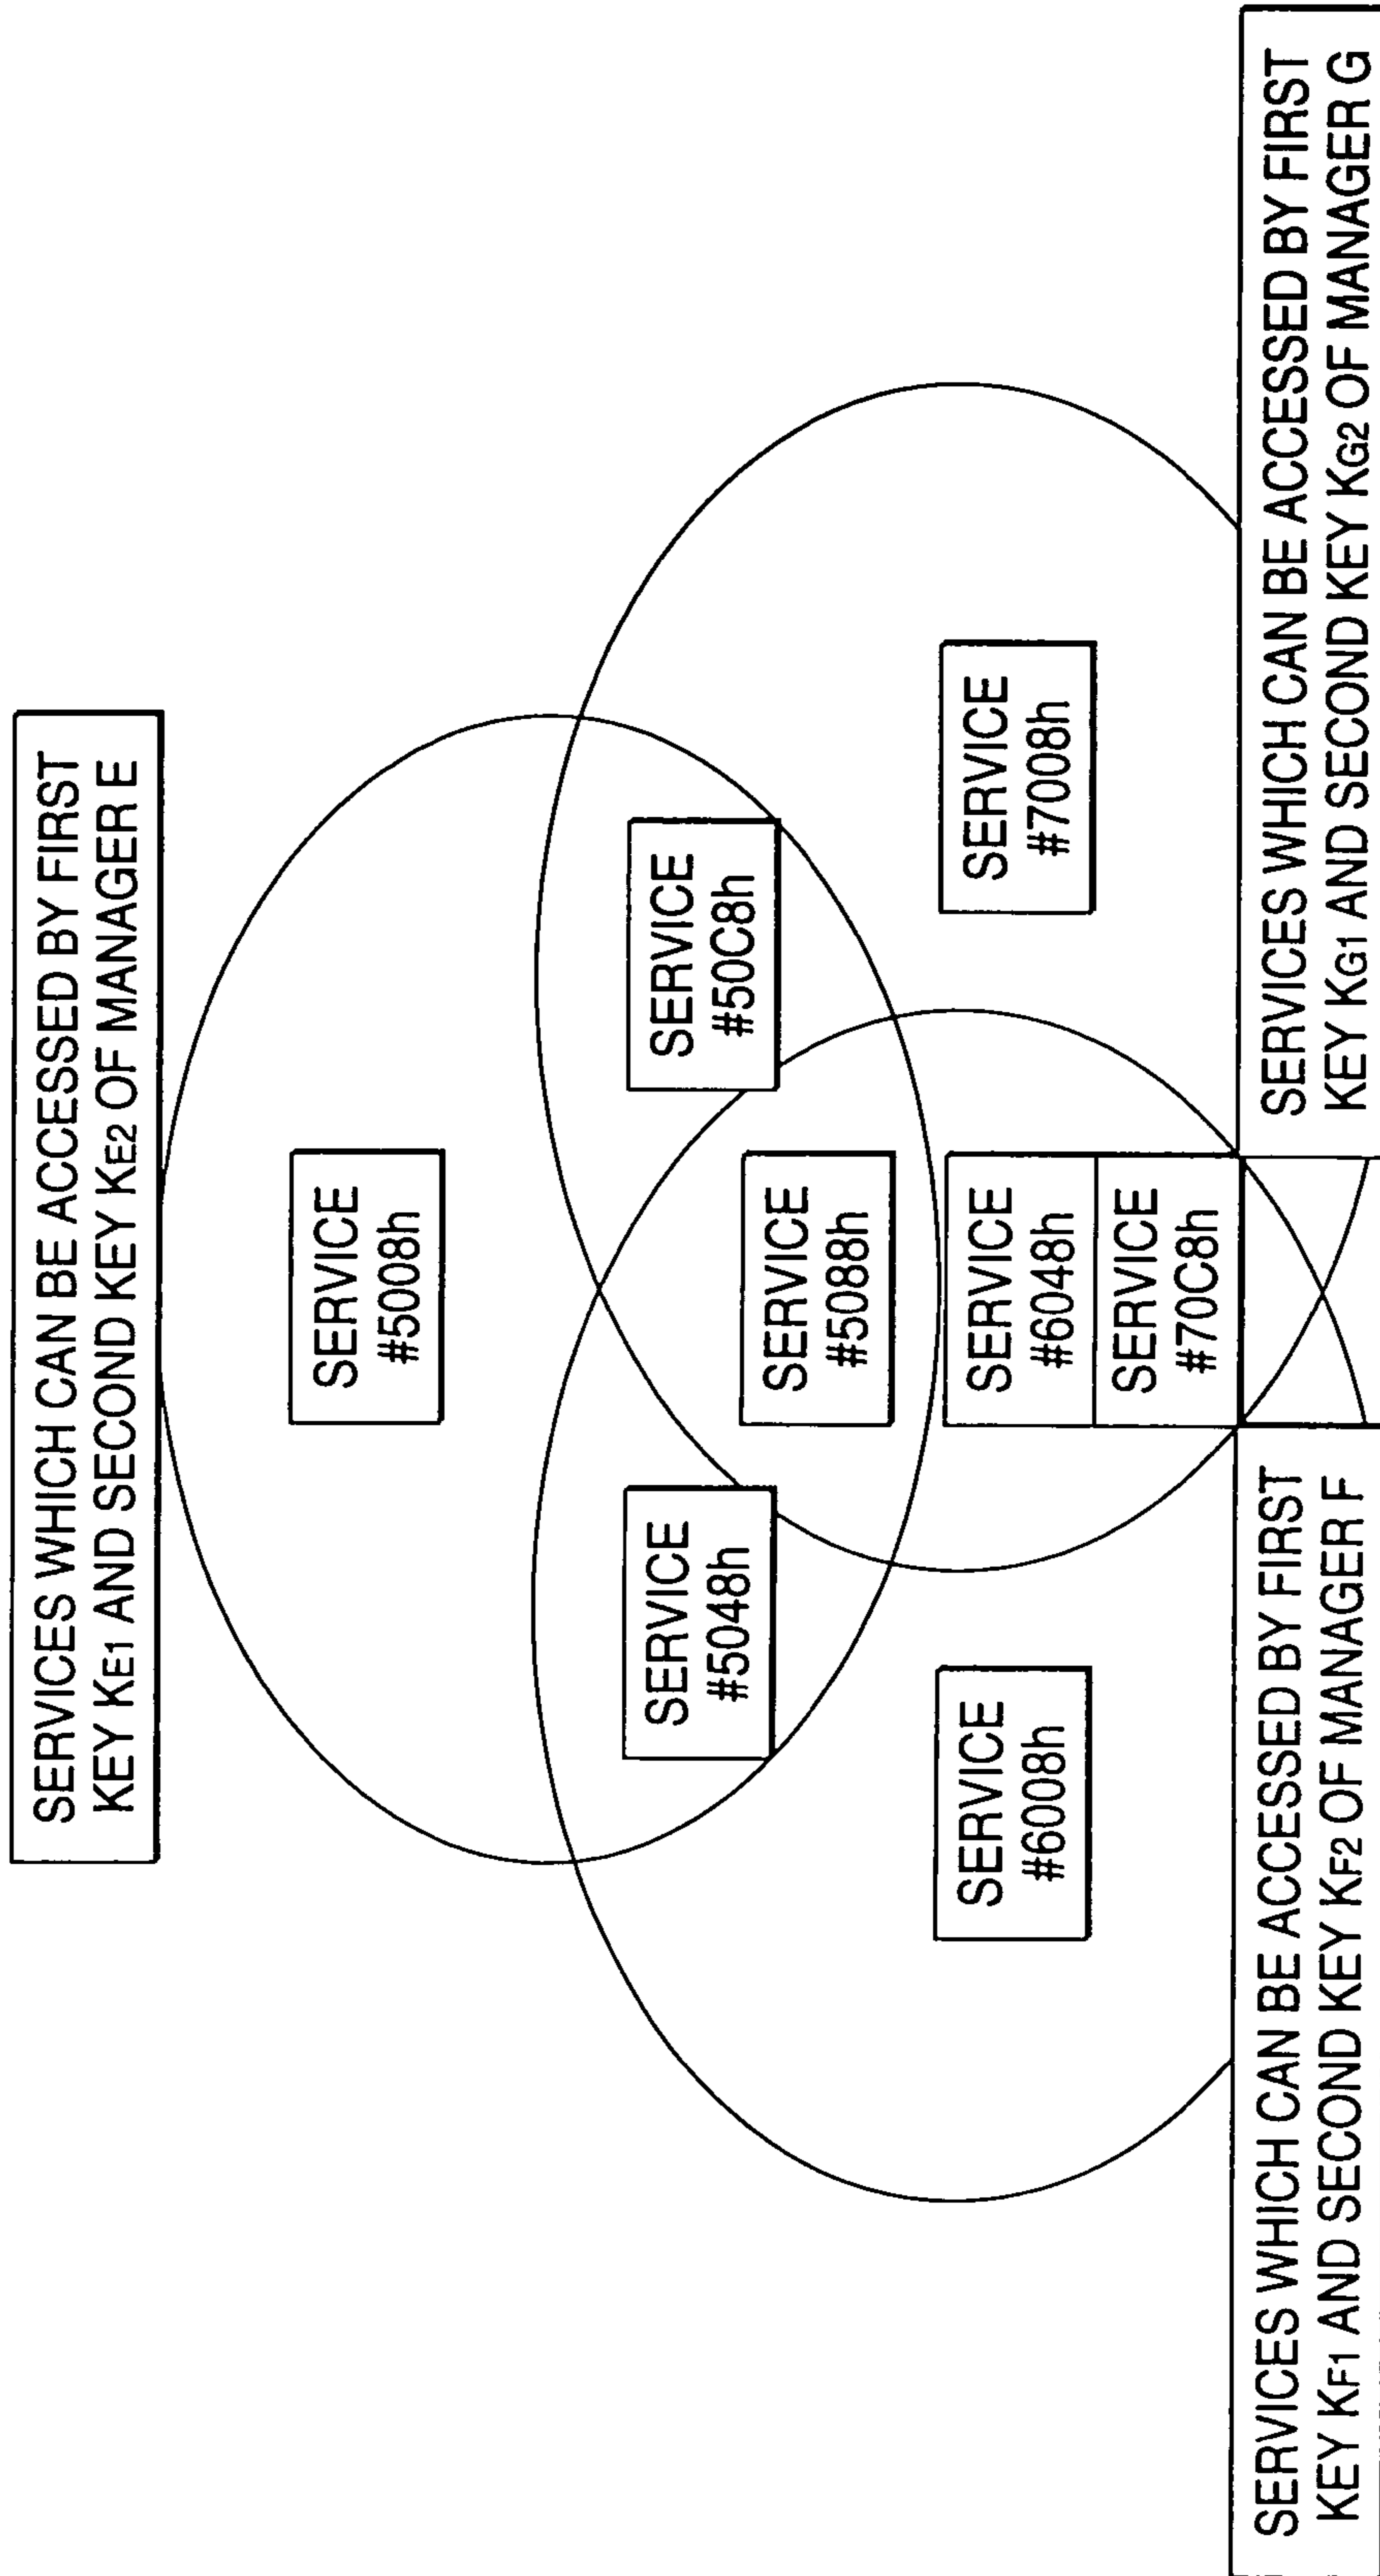 SERVICES WHICH CAN BE ACCESSED BY FIRST
KEY KE1 AND SECOND KEY KE2 OF MANAGER E
SERVICE
#5008h
SERVICE
#5048h
SERVICE
#50C8h
SERVICE
#5088h
SERVICE
#6008h
SERVICE
#6048h
SERVICE
#70C8h
SERVICE
#7008h
SERVICES WHICH CAN BE ACCESSED BY FIRST
KEY KF1 AND SECOND KEY KF2 OF MANAGER F
SERVICES WHICH CAN BE ACCESSED BY FIRST
KEY KG1 AND SECOND KEY KG2 OF MANAGER G